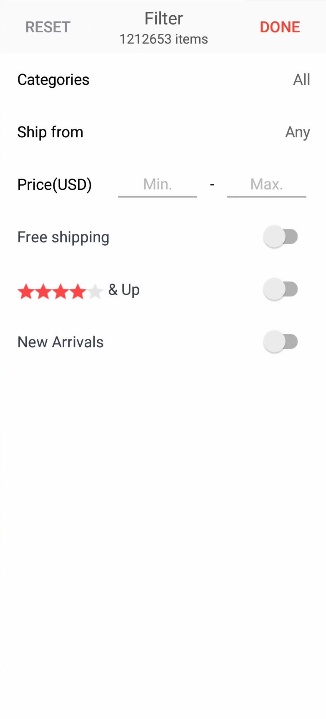 RESET
Filter
DONE
1212653 items
Categories
All
Ship from
Any
Price(USD)
Min.
-
Max.
Free shipping
& Up
New Arrivals